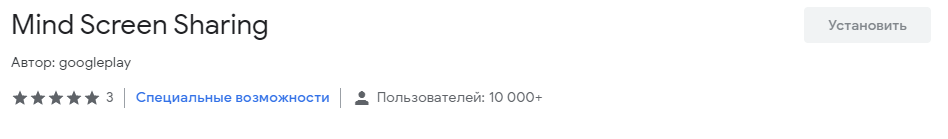 Mind Screen Sharing
Установить
Автор: googleplay
3 Специальные возможности Пользователей: 10 000+